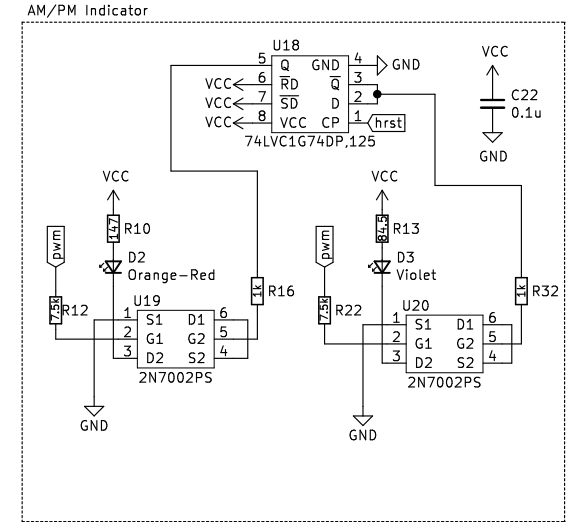 AM/PM Indicator
U18
5 Q GND 4 GND
VCC 6 RD Q 3
VCC 7 SD D 2
VCC 8 VCC CP 1 hrst
74LVC1G74DP,125
VCC
C22
0.1u
GND
VCC
147 R10
pwm
D2
Orange-Red
7.5k R12
1k R16
U19
1 S1 D1 6
2 G1 G2 5
3 D2 S2 4
2N7002PS
GND
VCC
84.5 R13
pwm
D3
Violet
7.5k R22
1k R32
U20
1 S1 D1 6
2 G1 G2 5
3 D2 S2 4
2N7002PS
GND